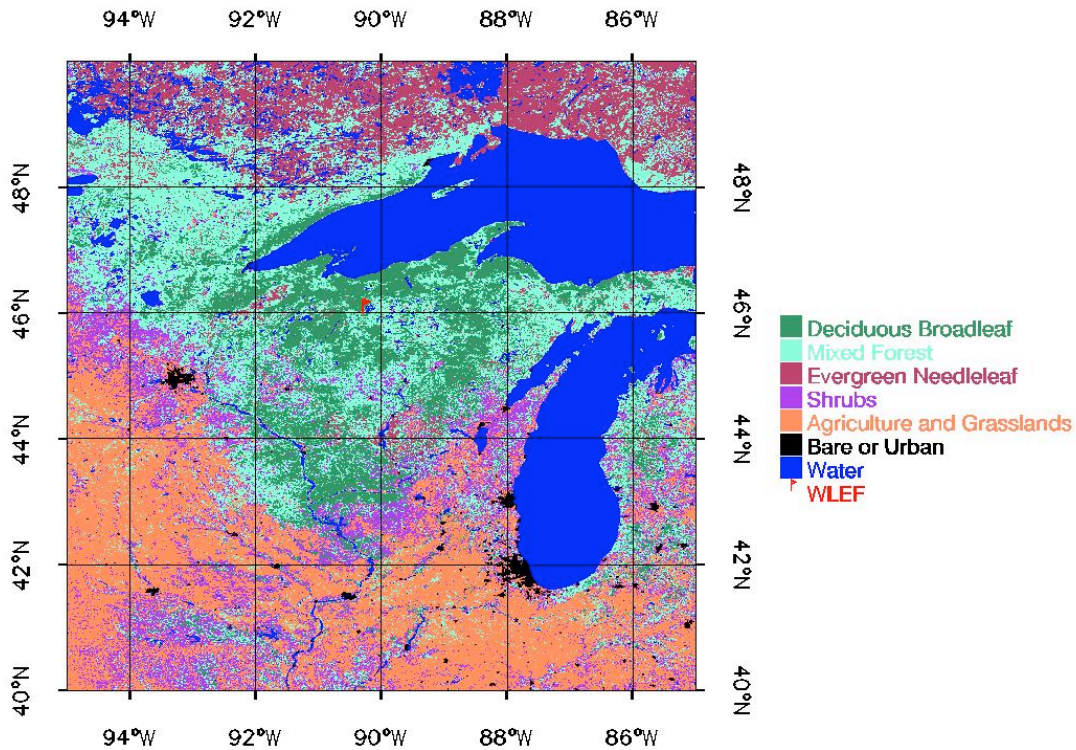 94°W 92°W 90°W 88°W 86°W
48°N 48°N
46°N 46°N
44°N 44°N
42°N 42°N
40°N 40°N
94°W 92°W 90°W 88°W 86°W
Deciduous Broadleaf
Mixed Forest
Evergreen Needleleaf
Shrubs
Agriculture and Grasslands
Bare or Urban
Water
WLEF